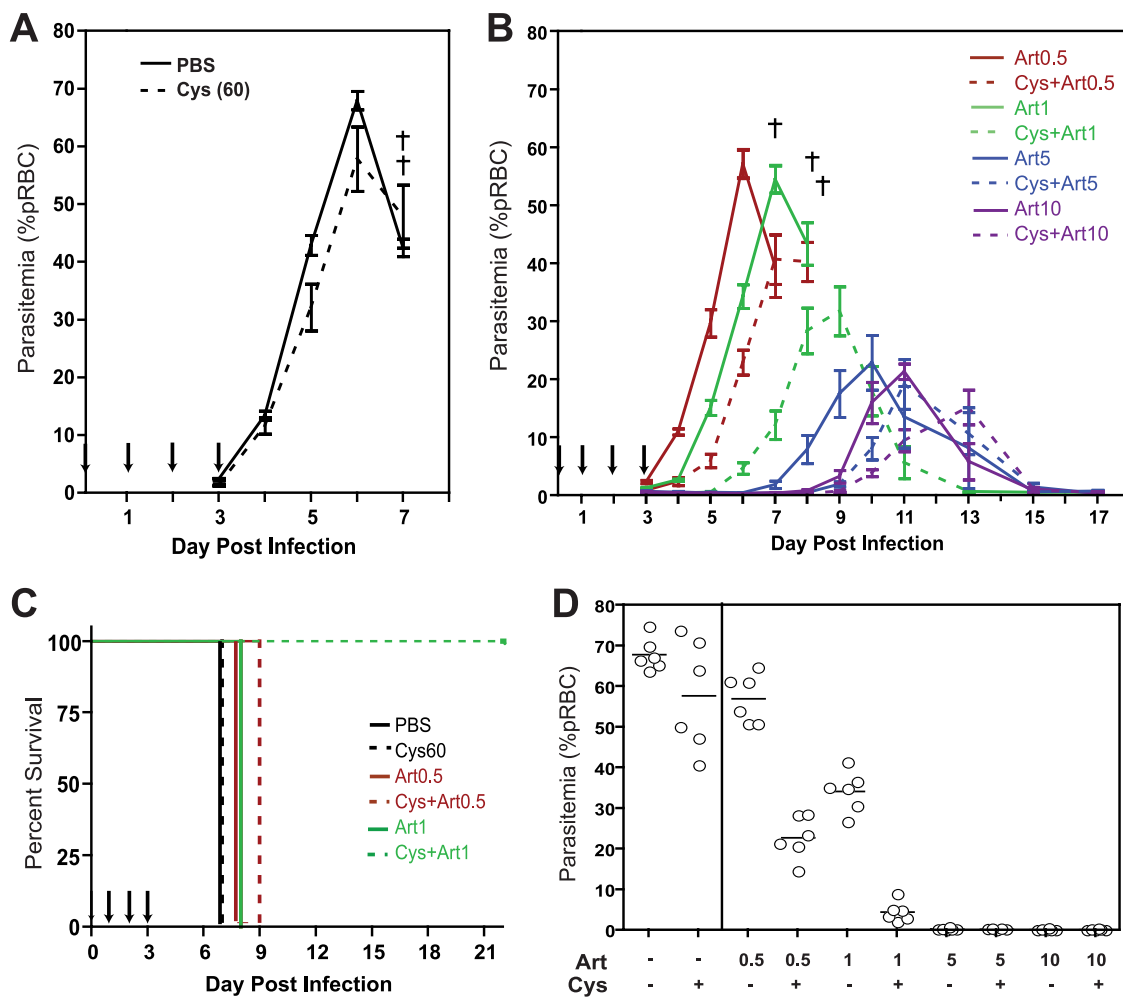 A
80
70
60
50
40
30
20
10
0
Parasitemia (%pRBC)
PBS
Cys (60)
†
†
1 3 5 7
Day Post Infection
B
80
70
60
50
40
30
20
10
0
Parasitemia (%pRBC)
Art0.5
Cys+Art0.5
Art1
Cys+Art1
Art5
Cys+Art5
Art10
Cys+Art10
†
†
†
1 3 5 7 9 11 13 15 17
Day Post Infection
C
100
75
50
25
0
Percent Survival
PBS
Cys60
Art0.5
Cys+Art0.5
Art1
Cys+Art1
0 3 6 9 12 15 18 21
Day Post Infection
D
80
70
60
50
40
30
20
10
0
Parasitemia (%pRBC)
Art - - 0.5 0.5 1 1 5 5 10 10
Cys - + - + - + - + - +